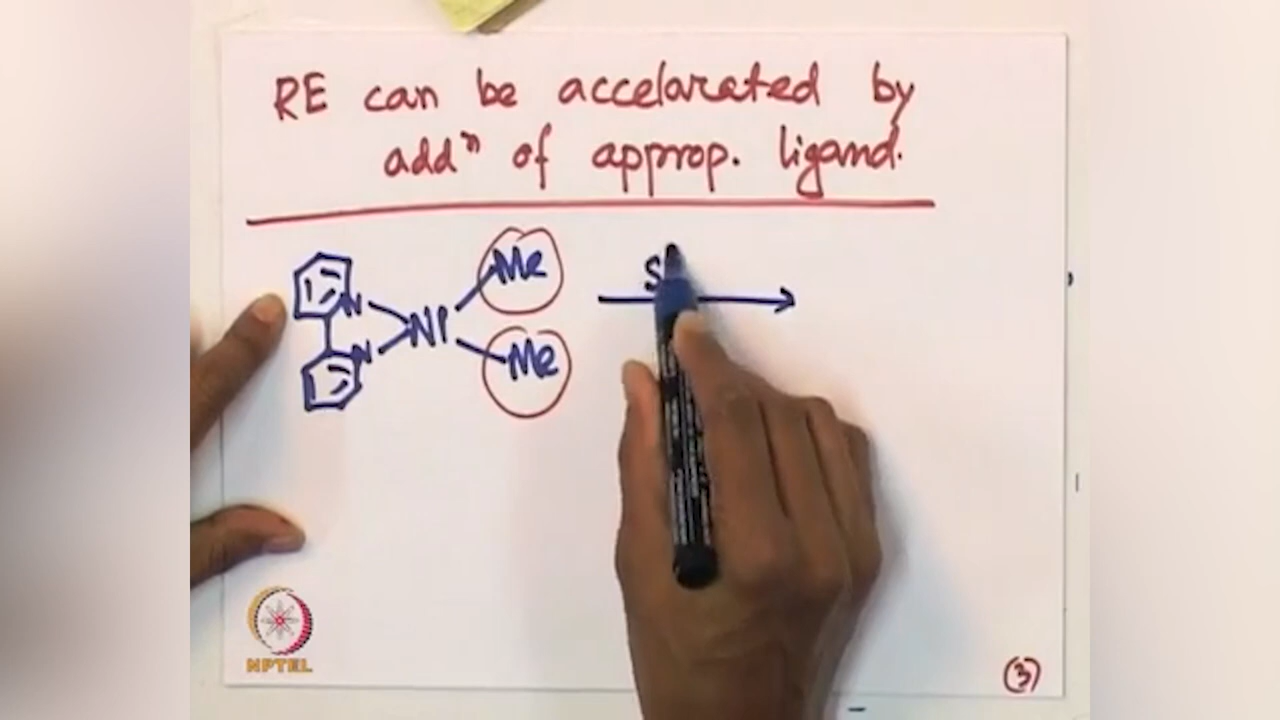 RE can be accelarated by
addⁿ of approp. ligand.
Me
S
N
Ni
N
Me
NPTEL
3